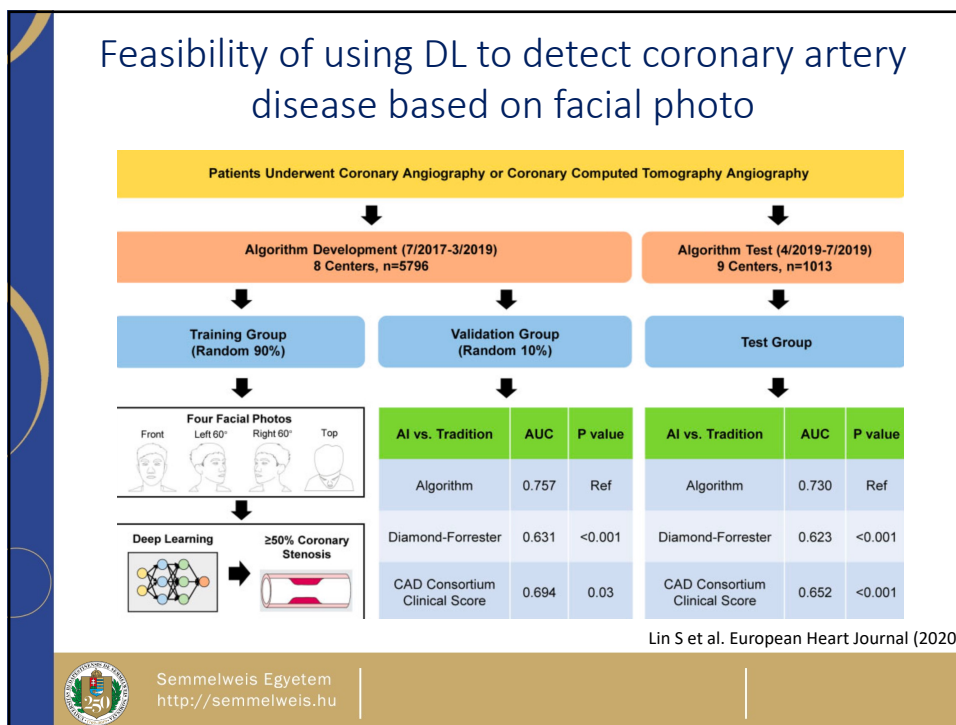 Feasibility of using DL to detect coronary artery
disease based on facial photo
Patients Underwent Coronary Angiography or Coronary Computed Tomography Angiography
Algorithm Development (7/2017-3/2019)
8 Centers, n=5796
Algorithm Test (4/2019-7/2019)
9 Centers, n=1013
Training Group
(Random 90%)
Validation Group
(Random 10%)
Test Group
Four Facial Photos
Front Left 60° Right 60° Top
Deep Learning
≥50% Coronary
Stenosis
AI vs. Tradition AUC P value
Algorithm 0.757 Ref
Diamond-Forrester 0.631 <0.001
CAD Consortium
Clinical Score 0.694 0.03
AI vs. Tradition AUC P value
Algorithm 0.730 Ref
Diamond-Forrester 0.623 <0.001
CAD Consortium
Clinical Score 0.652 <0.001
Lin S et al. European Heart Journal (2020
250
Semmelweis Egyetem
http://semmelweis.hu